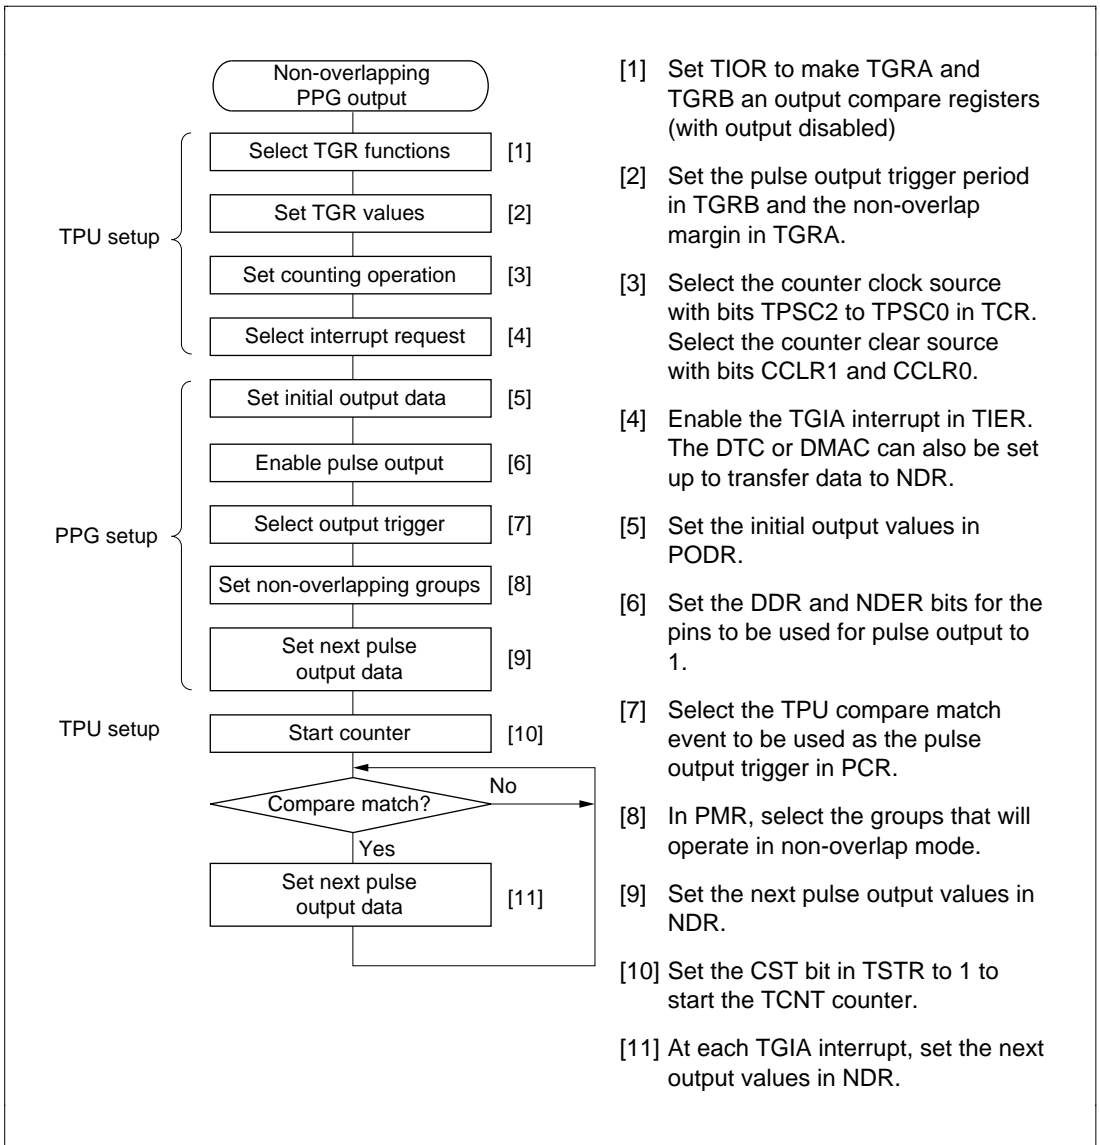 Non-overlapping
PPG output
TPU setup
Select TGR functions [1]
Set TGR values [2]
Set counting operation [3]
Select interrupt request [4]
PPG setup
Set initial output data [5]
Enable pulse output [6]
Select output trigger [7]
Set non-overlapping groups [8]
Set next pulse
output data [9]
TPU setup
Start counter [10]
Compare match?
No
Yes
Set next pulse
output data [11]
[1] Set TIOR to make TGRA and
TGRB an output compare registers
(with output disabled)
[2] Set the pulse output trigger period
in TGRB and the non-overlap
margin in TGRA.
[3] Select the counter clock source
with bits TPSC2 to TPSC0 in TCR.
Select the counter clear source
with bits CCLR1 and CCLR0.
[4] Enable the TGIA interrupt in TIER.
The DTC or DMAC can also be set
up to transfer data to NDR.
[5] Set the initial output values in
PODR.
[6] Set the DDR and NDER bits for the
pins to be used for pulse output to
1.
[7] Select the TPU compare match
event to be used as the pulse
output trigger in PCR.
[8] In PMR, select the groups that will
operate in non-overlap mode.
[9] Set the next pulse output values in
NDR.
[10] Set the CST bit in TSTR to 1 to
start the TCNT counter.
[11] At each TGIA interrupt, set the next
output values in NDR.